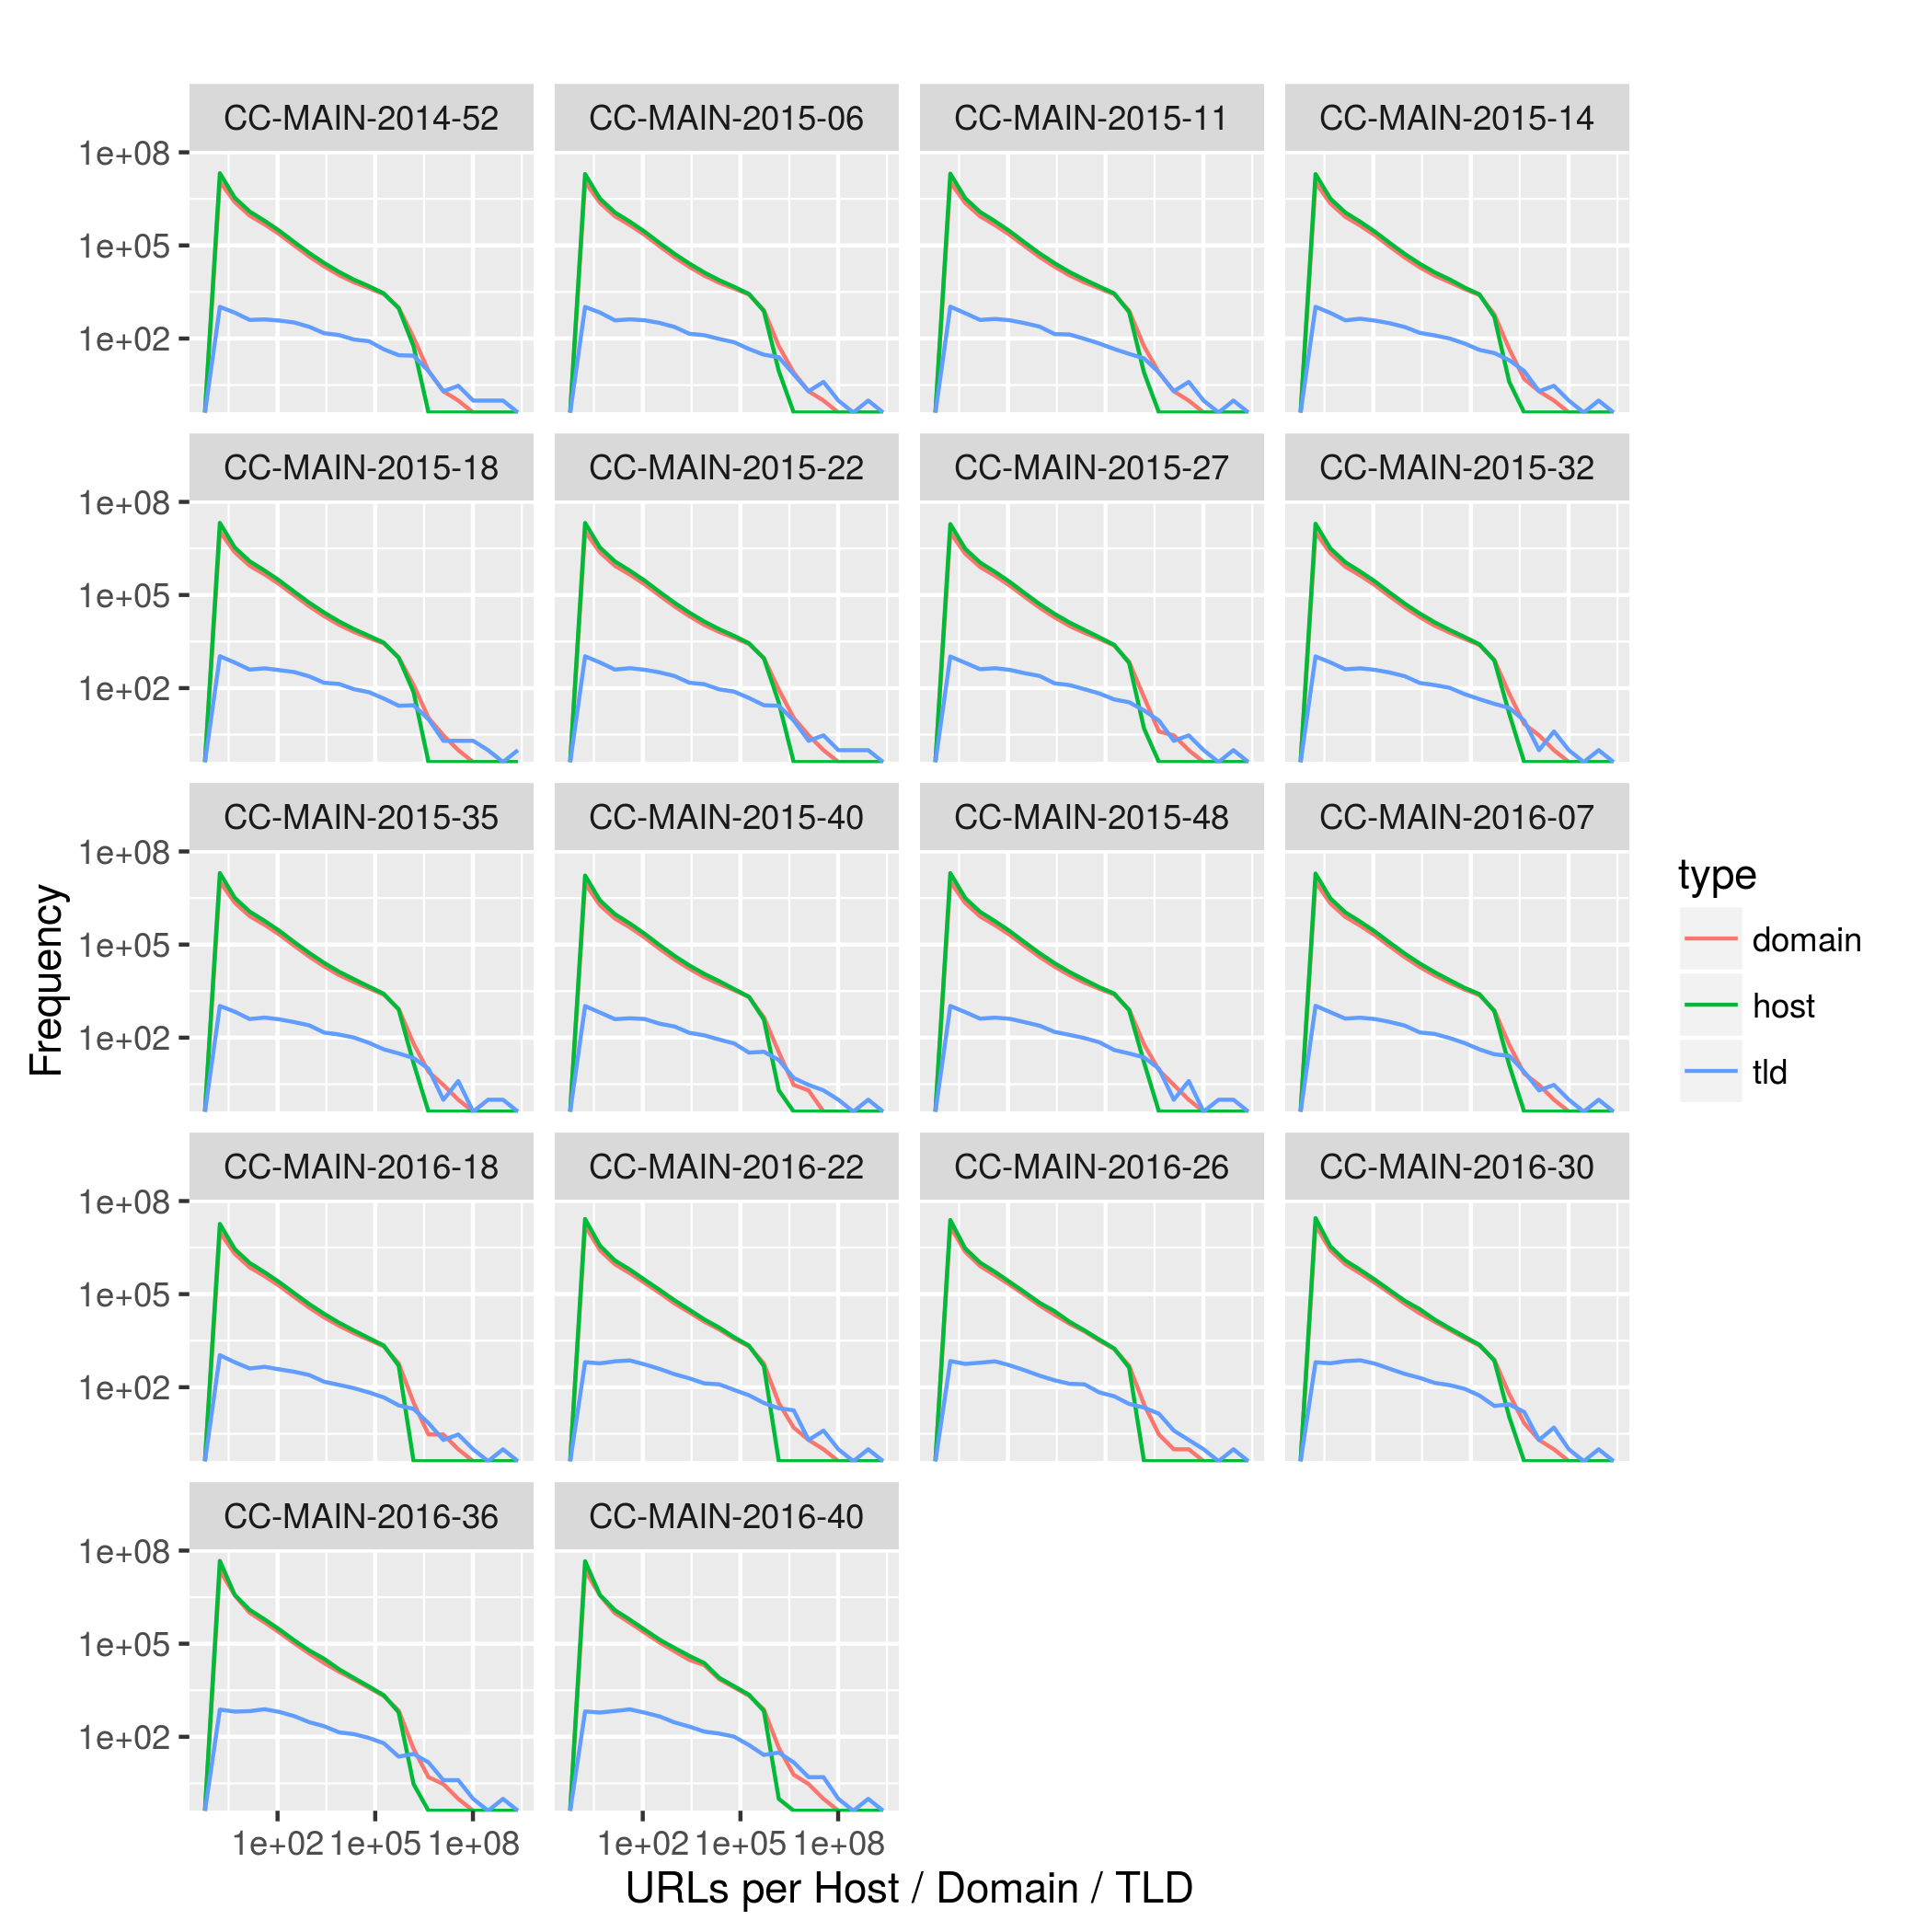 CC-MAIN-2014-52 CC-MAIN-2015-06 CC-MAIN-2015-11 CC-MAIN-2015-14
1e+08
1e+05
1e+02
CC-MAIN-2015-18 CC-MAIN-2015-22 CC-MAIN-2015-27 CC-MAIN-2015-32
1e+08
1e+05
1e+02
CC-MAIN-2015-35 CC-MAIN-2015-40 CC-MAIN-2015-48 CC-MAIN-2016-07
1e+08
1e+05
1e+02
CC-MAIN-2016-18 CC-MAIN-2016-22 CC-MAIN-2016-26 CC-MAIN-2016-30
1e+08
1e+05
1e+02
CC-MAIN-2016-36 CC-MAIN-2016-40
1e+08
1e+05
1e+02
1e+02 1e+05 1e+08 1e+02 1e+05 1e+08
URLs per Host / Domain / TLD
Frequency
type
domain
host
tld